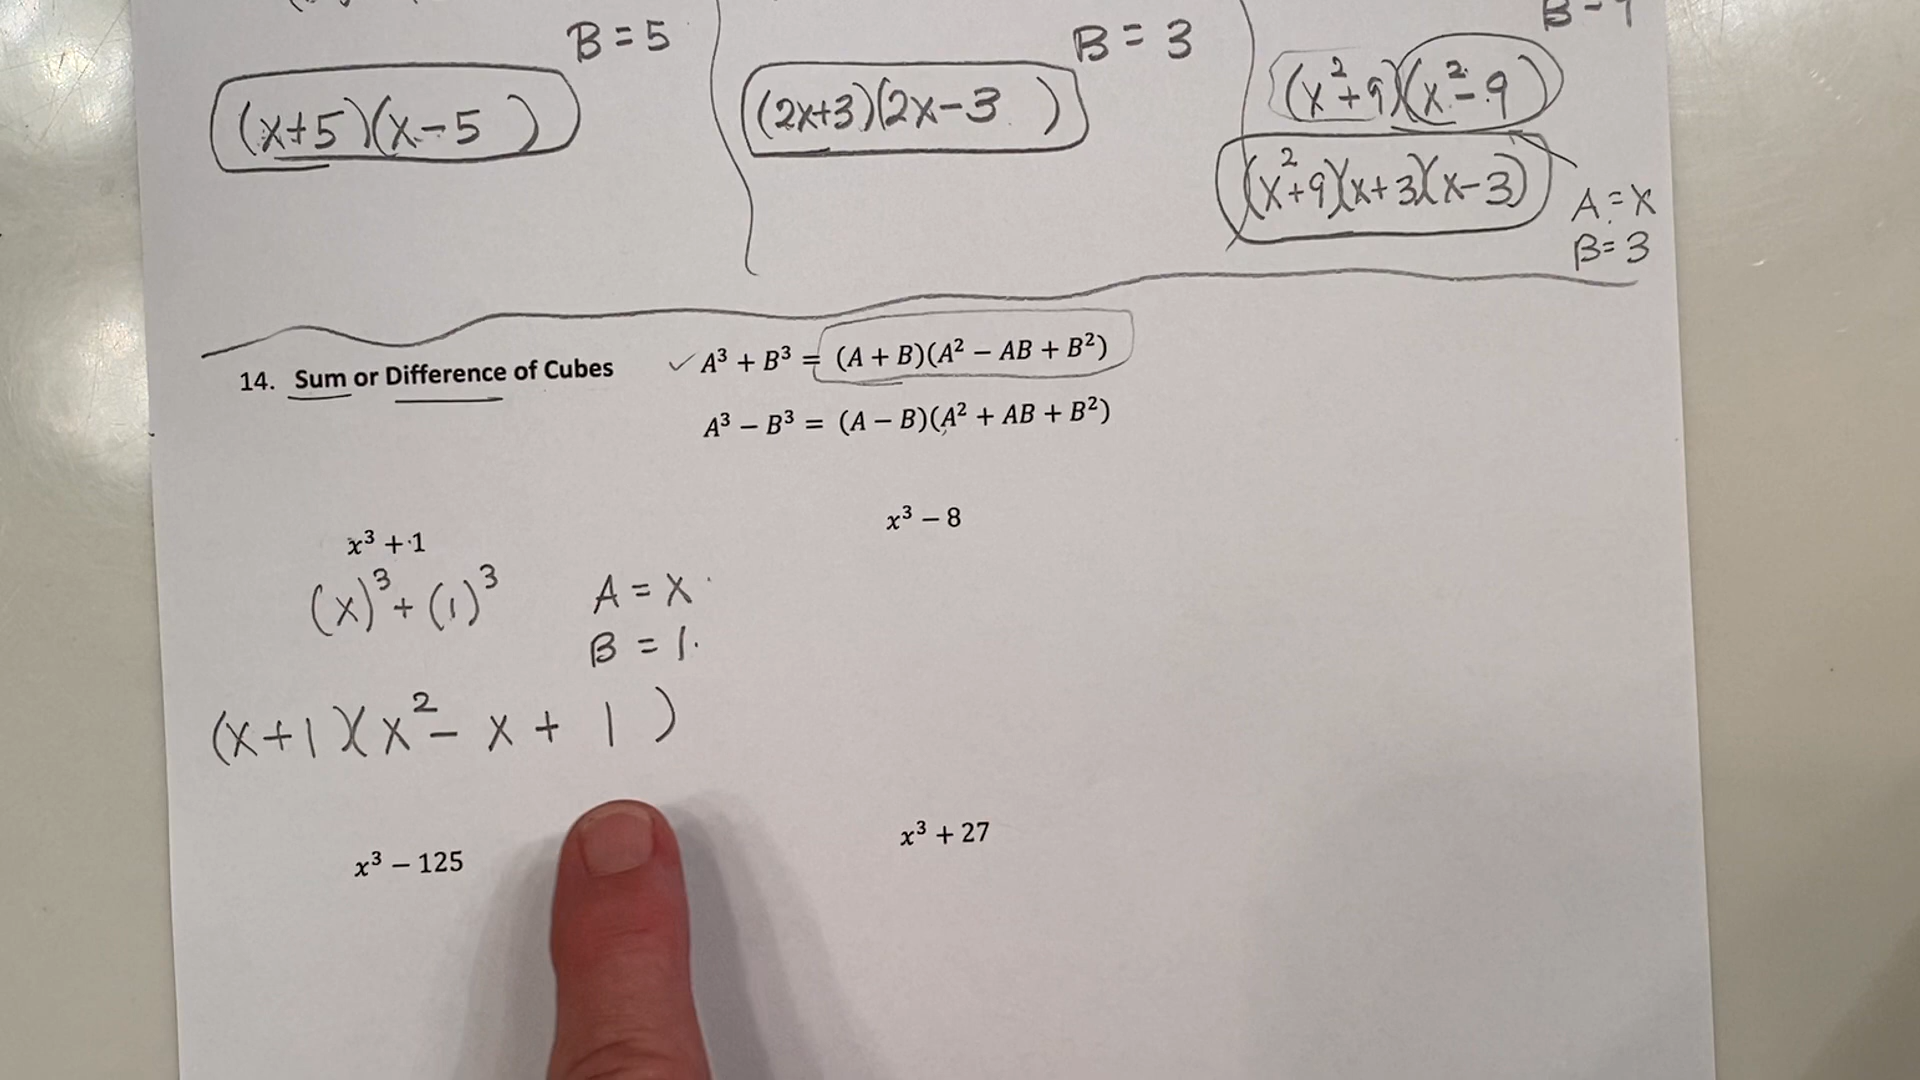 B = 5
(x+5)(x-5)
B = 3
(2x+3)(2x-3)
(x²+9)(x²-9)
(x²+9)(x+3)(x-3)
A = x
B = 3
14. Sum or Difference of Cubes
✓ A³ + B³ = (A + B)(A² − AB + B²)
A³ − B³ = (A − B)(A² + AB + B²)
x³ + 1
(x)³ + (1)³
A = x
B = 1
(x+1)(x² - x + 1)
x³ − 8
x³ − 125
x³ + 27